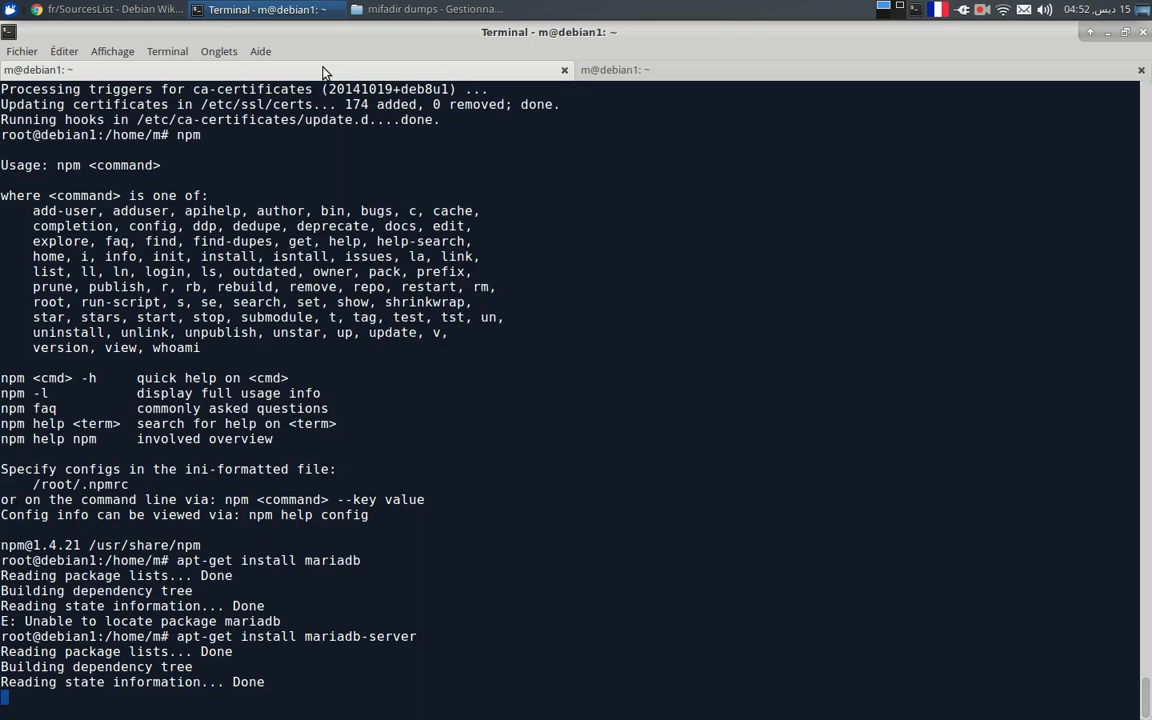 fr/SourcesList - Debian Wik...
Terminal - m@debian1: ~
mifadir dumps - Gestionna...
15 ديس, 04:52
Terminal - m@debian1: ~
Fichier Éditer Affichage Terminal Onglets Aide
m@debian1: ~
m@debian1: ~
Processing triggers for ca-certificates (20141019+deb8u1) ...
Updating certificates in /etc/ssl/certs... 174 added, 0 removed; done.
Running hooks in /etc/ca-certificates/update.d....done.
root@debian1:/home/m# npm
Usage: npm <command>
where <command> is one of:
    add-user, adduser, apihelp, author, bin, bugs, c, cache,
    completion, config, ddp, dedupe, deprecate, docs, edit,
    explore, faq, find, find-dupes, get, help, help-search,
    home, i, info, init, install, isntall, issues, la, link,
    list, ll, ln, login, ls, outdated, owner, pack, prefix,
    prune, publish, r, rb, rebuild, remove, repo, restart, rm,
    root, run-script, s, se, search, set, show, shrinkwrap,
    star, stars, start, stop, submodule, t, tag, test, tst, un,
    uninstall, unlink, unpublish, unstar, up, update, v,
    version, view, whoami
npm <cmd> -h     quick help on <cmd>
npm -l           display full usage info
npm faq          commonly asked questions
npm help <term>  search for help on <term>
npm help npm     involved overview
Specify configs in the ini-formatted file:
    /root/.npmrc
or on the command line via: npm <command> --key value
Config info can be viewed via: npm help config
npm@1.4.21 /usr/share/npm
root@debian1:/home/m# apt-get install mariadb
Reading package lists... Done
Building dependency tree
Reading state information... Done
E: Unable to locate package mariadb
root@debian1:/home/m# apt-get install mariadb-server
Reading package lists... Done
Building dependency tree
Reading state information... Done